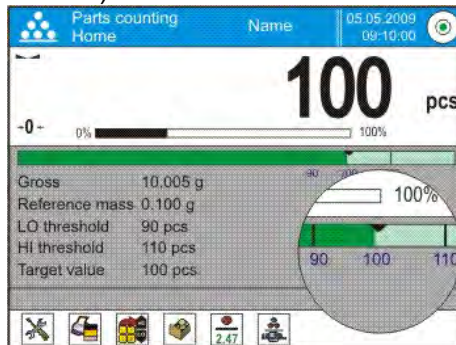 Parts counting Name 05.05.2009
Home 09:10:00
100 pcs
-0- 0% 100%
90
Gross 10.005 g
Reference mass 0.100 g
LO threshold 90 pcs
HI threshold 110 pcs
Target value 100 pcs
100%
90 100 110
2.47